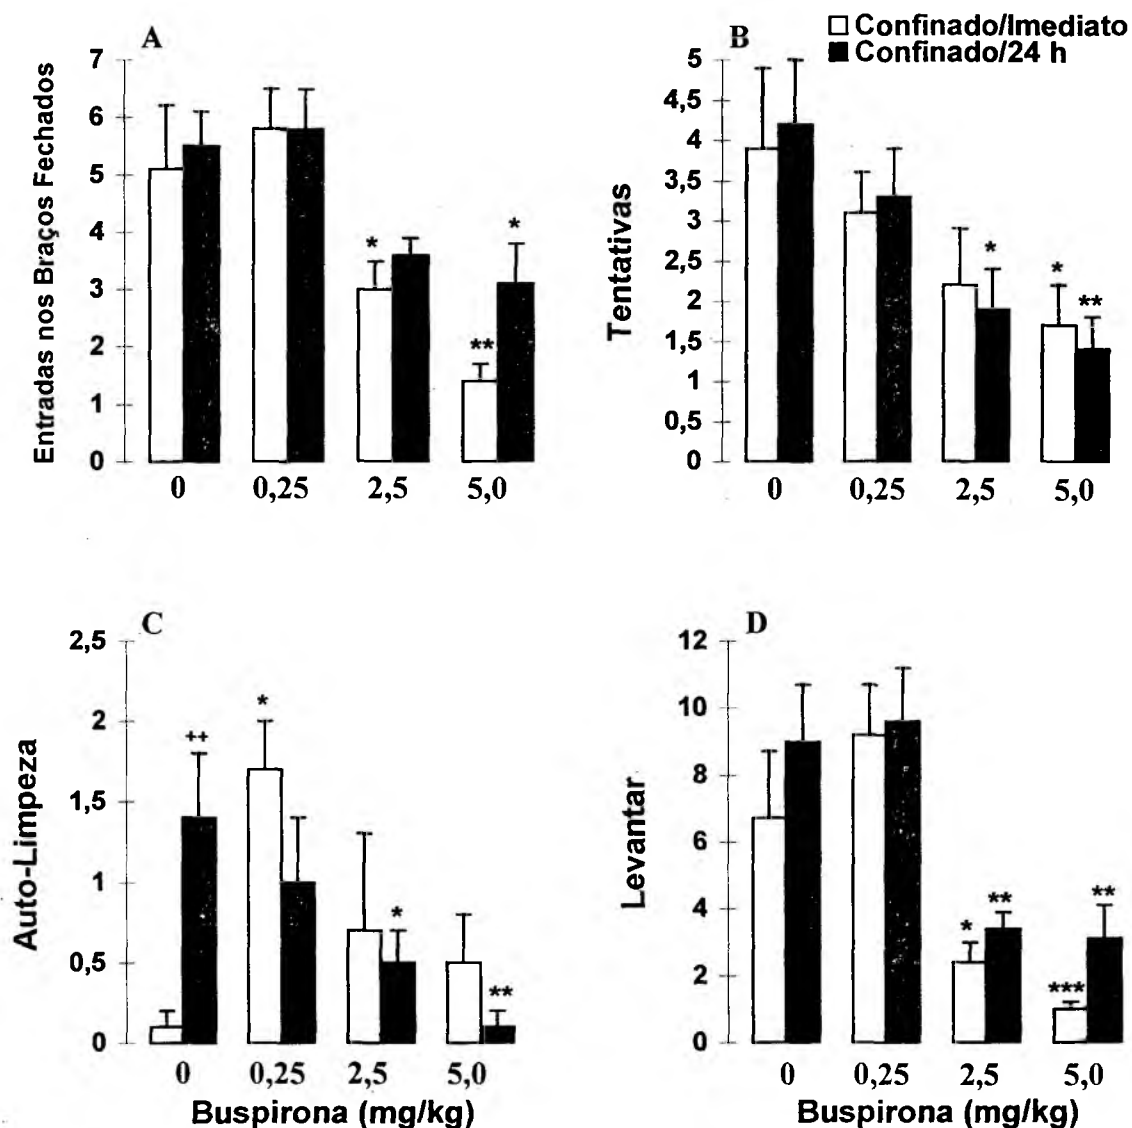 A
Entradas nos Braços Fechados
7
6
5
4
3
2
1
0
*
**
*
0 0,25 2,5 5,0
B
Confinado/Imediato
Confinado/24 h
Tentativas
5
4,5
4
3,5
3
2,5
2
1,5
1
0,5
0
*
*
**
0 0,25 2,5 5,0
C
Auto-Limpeza
2,5
2
1,5
1
0,5
0
++
*
*
**
0 0,25 2,5 5,0
Buspirona (mg/kg)
D
Levantar
12
10
8
6
4
2
0
*
**
***
**
0 0,25 2,5 5,0
Buspirona (mg/kg)